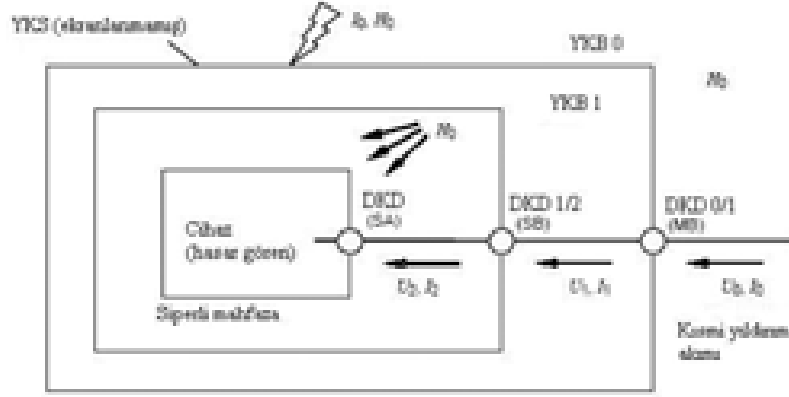 YKS (ekranlanmamış)
I₀, H₀
YKB 0
H₀
YKB 1
H₀
DKD
(SA)
DKD 1/2
(SB)
DKD 0/1
(MB)
Cihaz
(hasar gören)
U₂, I₂
U₁, I₁
U₀, I₀
Siperli mahfaza
Kısmi yıldırım
akımı